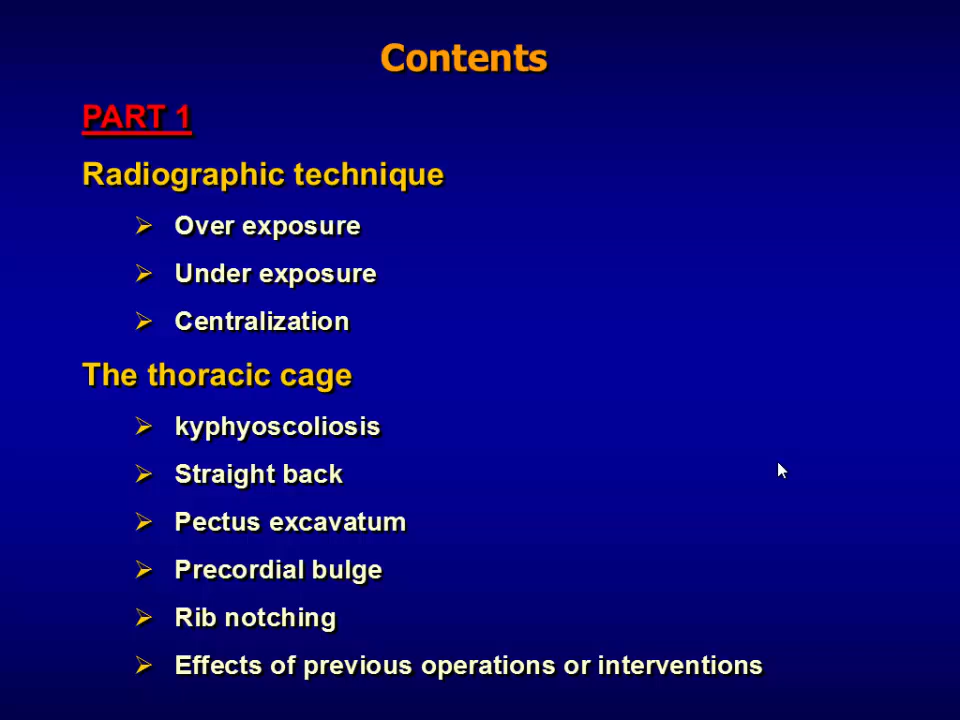 Contents
PART 1
Radiographic technique
Over exposure
Under exposure
Centralization
The thoracic cage
kyphyoscoliosis
Straight back
Pectus excavatum
Precordial bulge
Rib notching
Effects of previous operations or interventions